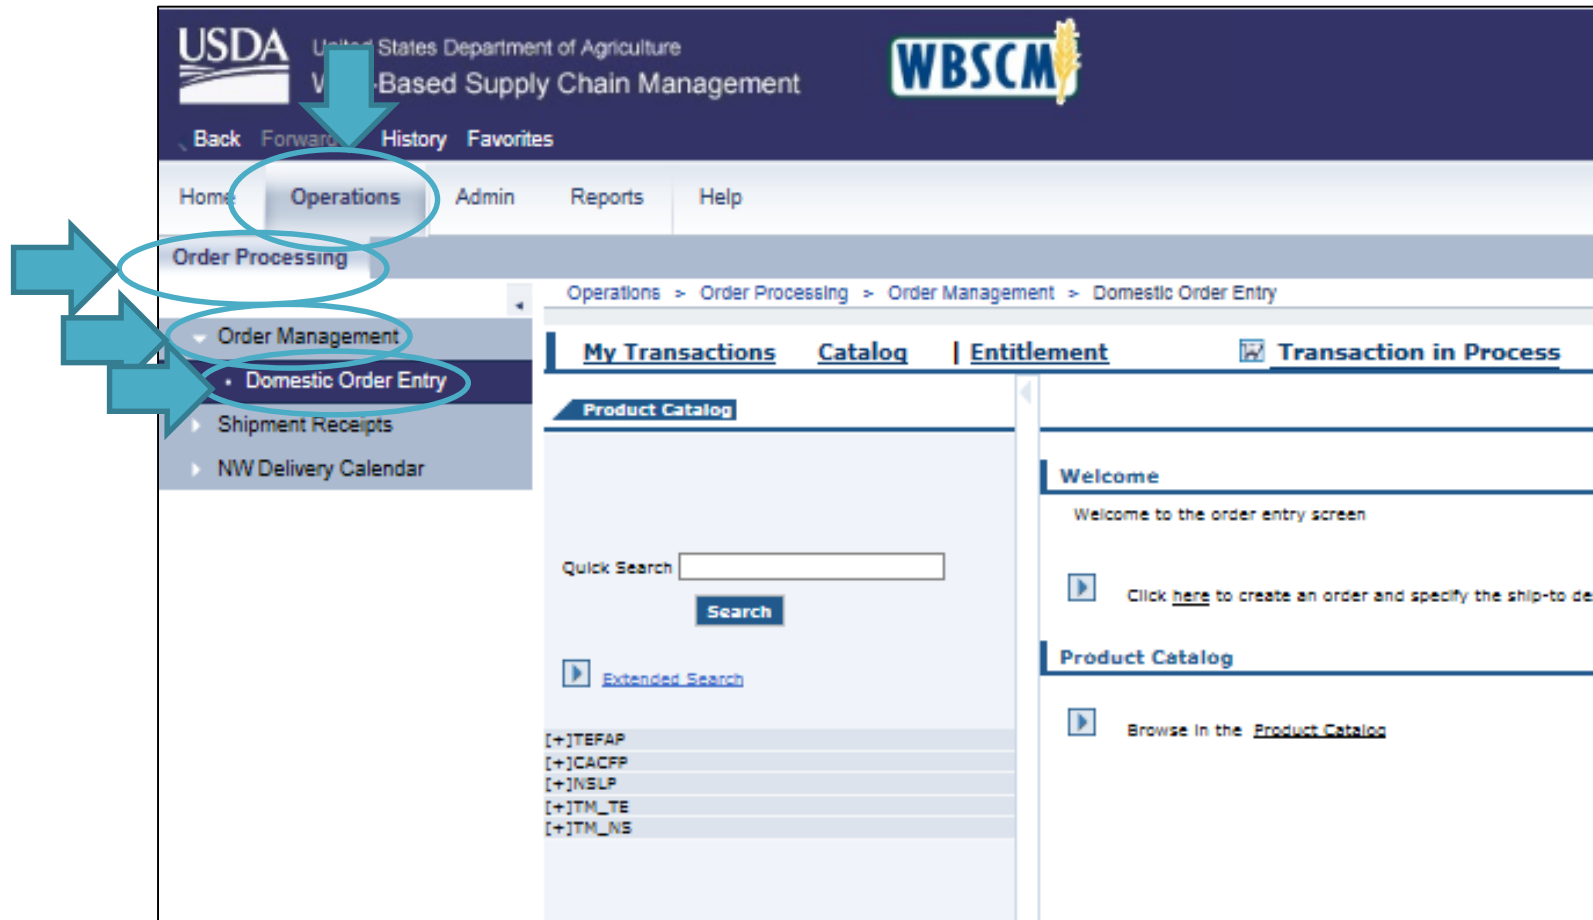 USDA United States Department of Agriculture
-Based Supply Chain Management
WBSCM
Back Forward History Favorites
Home Operations Admin Reports Help
Order Processing
Operations > Order Processing > Order Management > Domestic Order Entry
Order Management
My Transactions Catalog | Entitlement Transaction in Process
• Domestic Order Entry
Product Catalog
Shipment Receipts
NW Delivery Calendar
Welcome
Welcome to the order entry screen
Quick Search
Click here to create an order and specify the ship-to de
Search
Product Catalog
Extended Search
Browse in the Product Catalog
[+]TEFAP
[+]CACFP
[+]NSLP
[+]TM_TE
[+]TM_NS